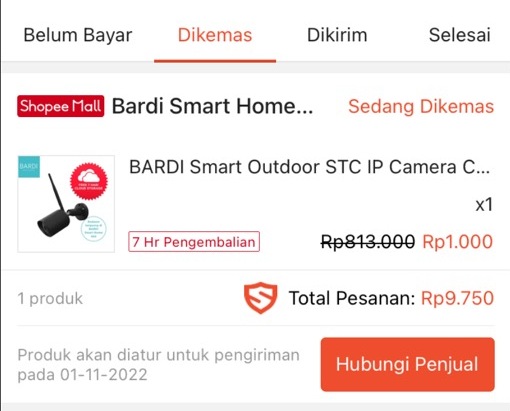 Belum Bayar Dikemas Dikirim Selesai
Shopee Mall Bardi Smart Home... Sedang Dikemas
BARDI
BARDI Smart Outdoor STC IP Camera C...
x1
7 Hr Pengembalian Rp813.000 Rp1.000
1 produk Total Pesanan: Rp9.750
Produk akan diatur untuk pengiriman
pada 01-11-2022
Hubungi Penjual